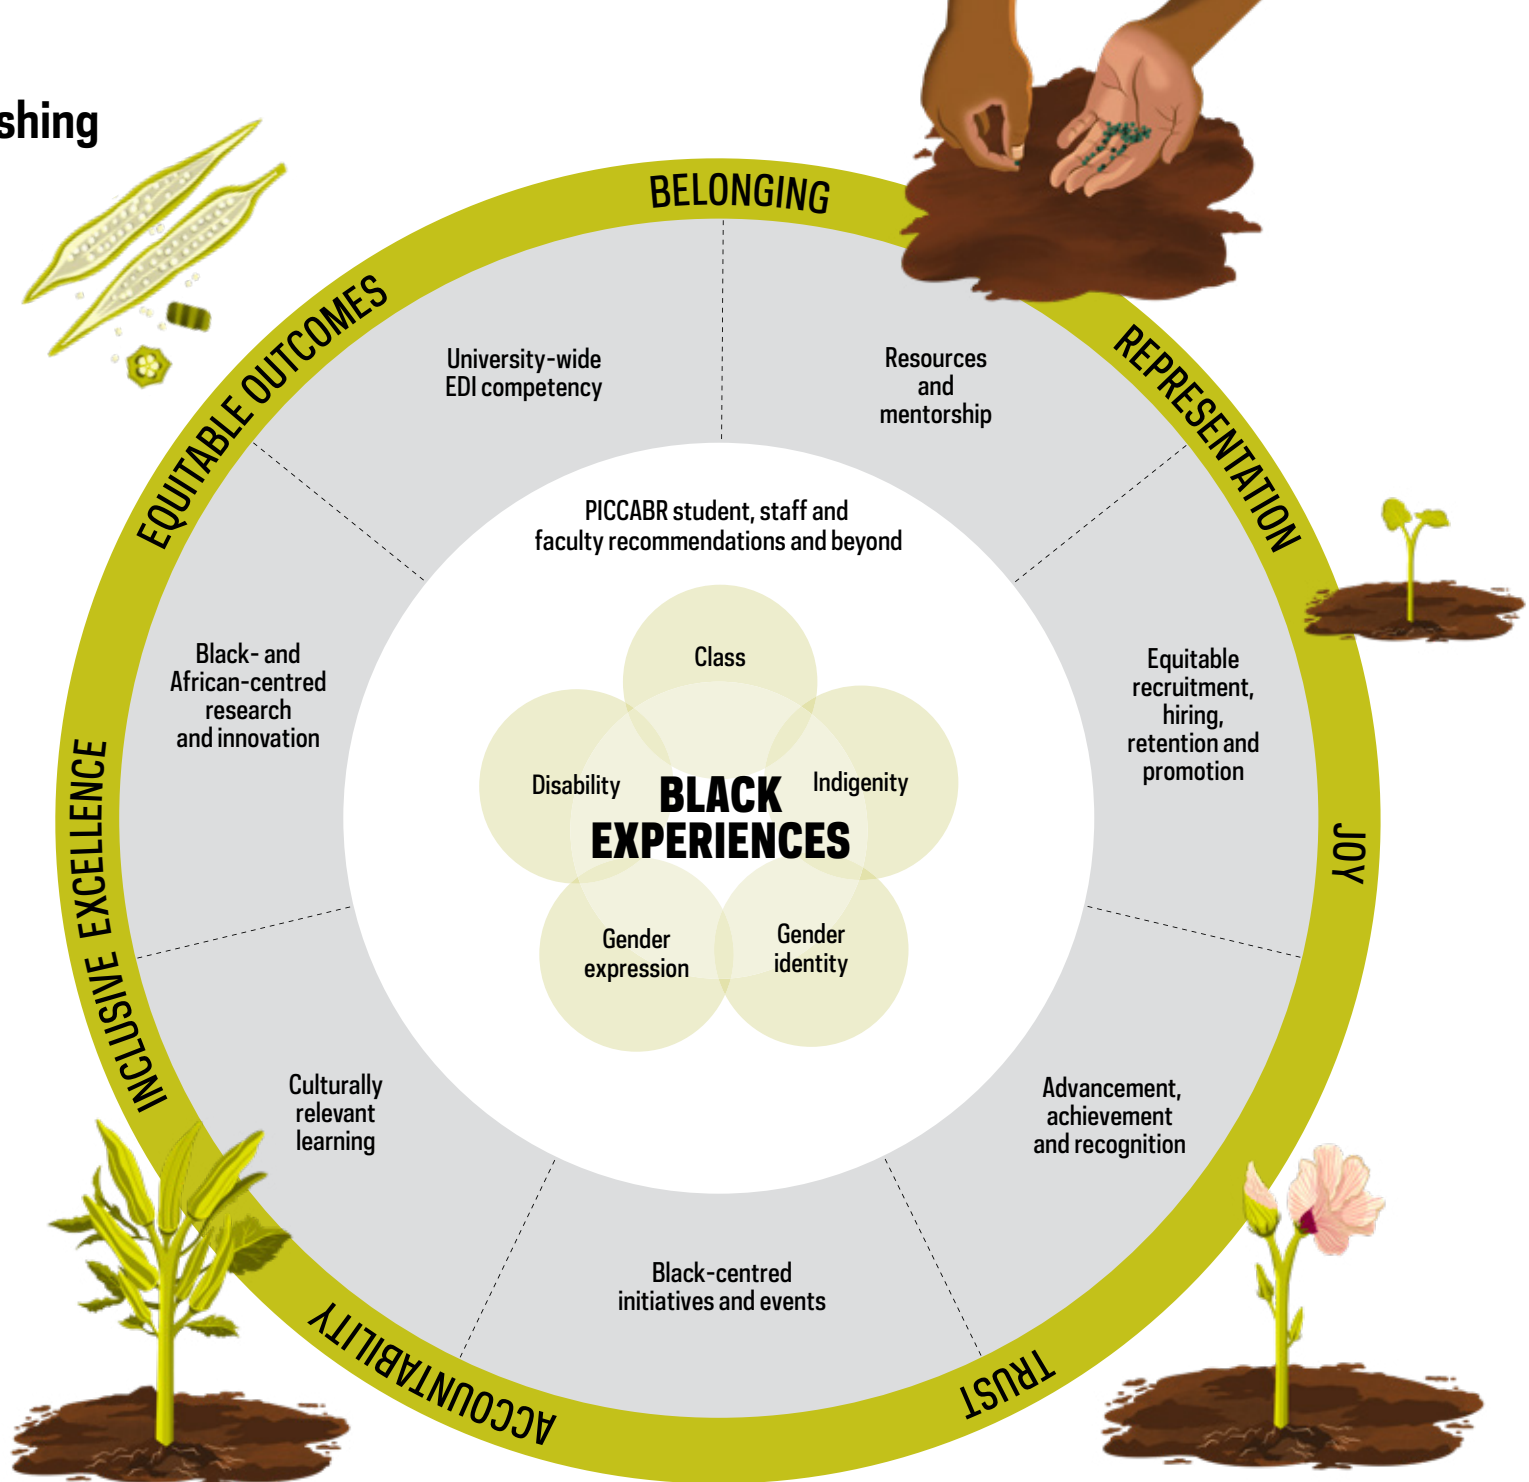 shing
BELONGING
REPRESENTATION
JOY
TRUST
ACCOUNTABILITY
INCLUSIVE EXCELLENCE
EQUITABLE OUTCOMES
University-wide
EDI competency
Resources
and
mentorship
Equitable
recruitment,
hiring,
retention and
promotion
Advancement,
achievement
and recognition
Black-centred
initiatives and events
Culturally
relevant
learning
Black- and
African-centred
research
and innovation
PICCABR student, staff and
faculty recommendations and beyond
Class
Disability
Indigenity
BLACK
EXPERIENCES
Gender
expression
Gender
identity